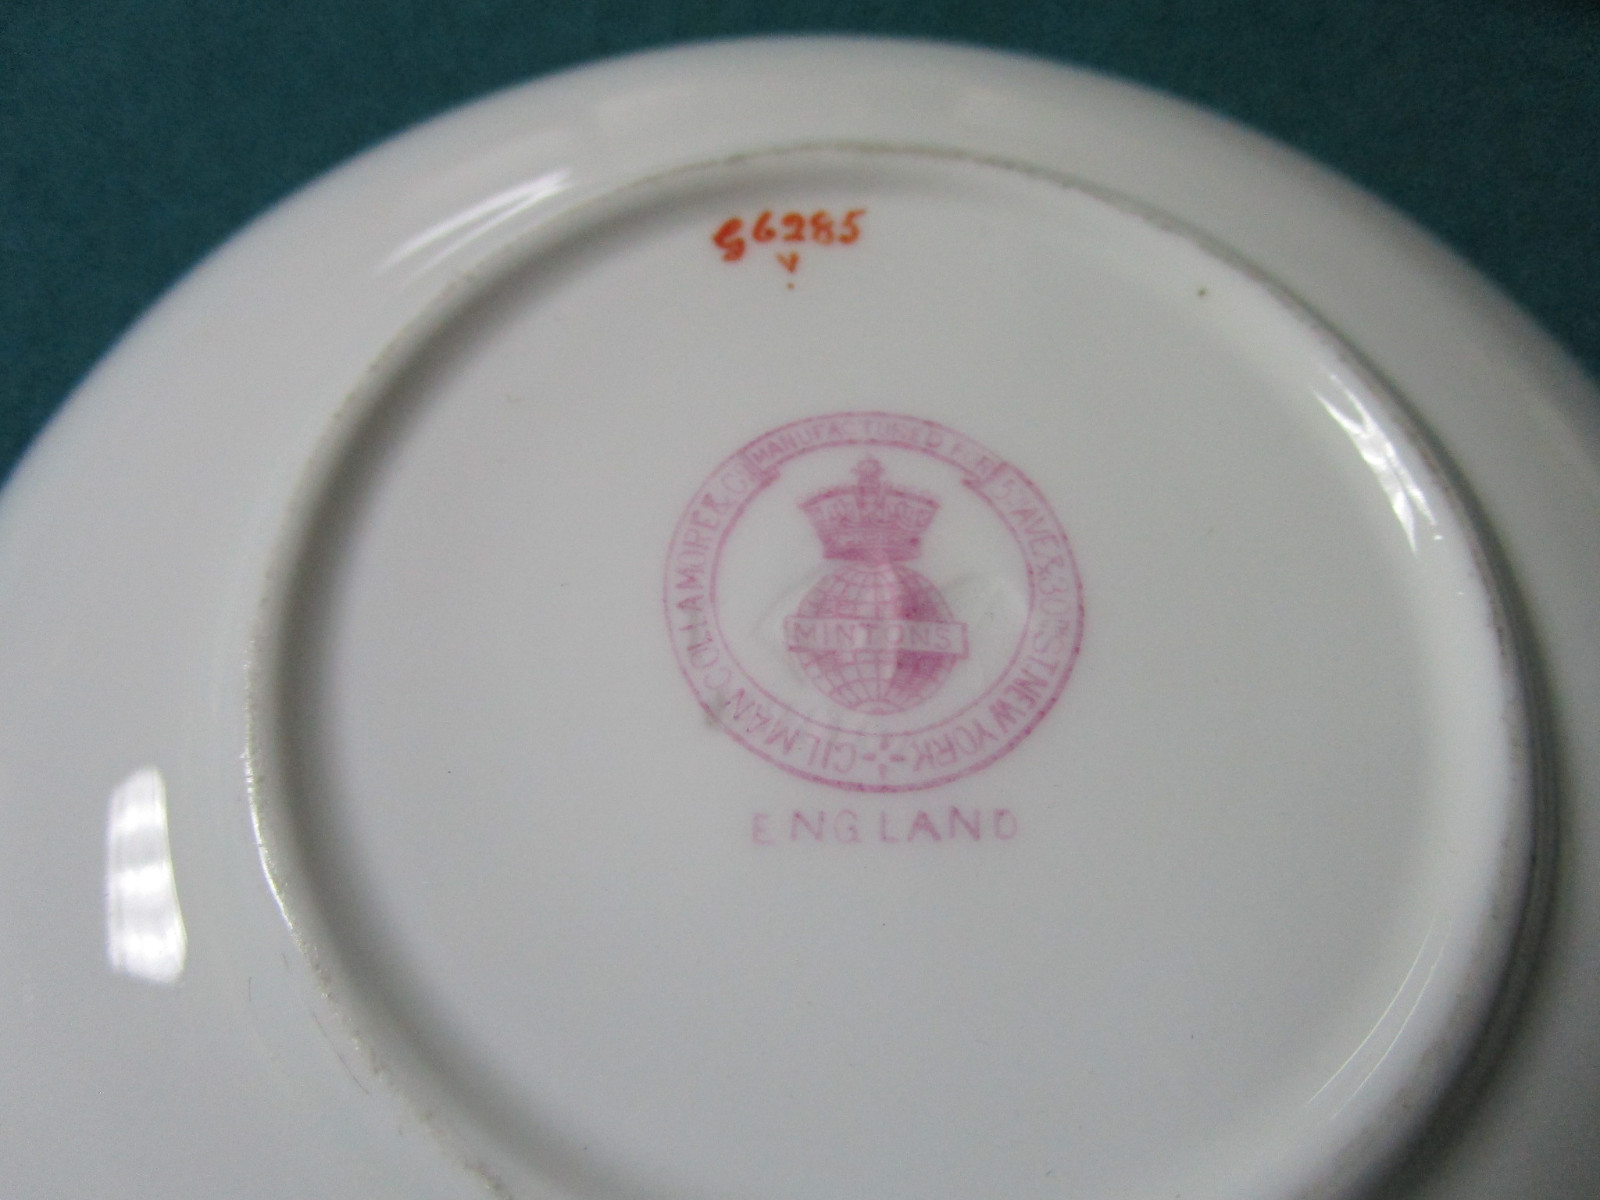 G6285
MANUFACTURED FOR
GILMAN COLLAMORE & Co
5TH AVE & 30TH ST. NEW YORK
MINTONS
ENGLAND